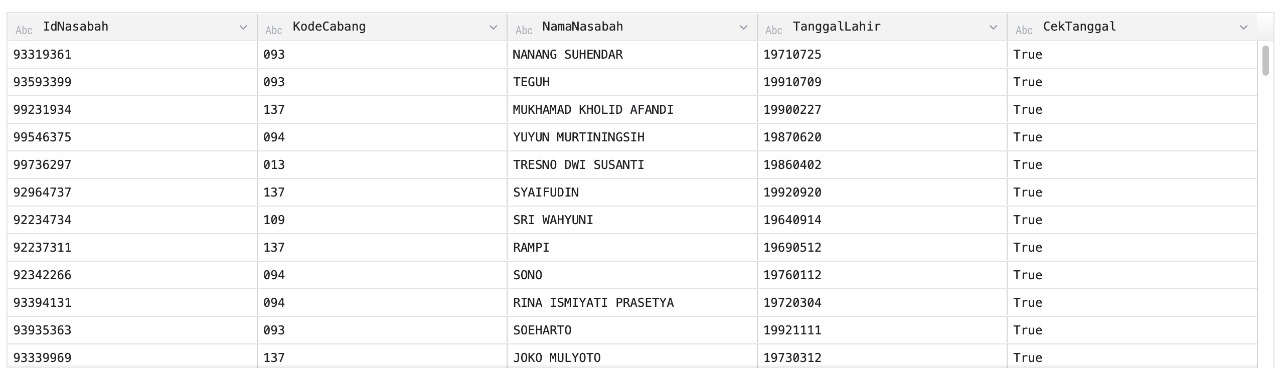 Abc IdNasabah Abc KodeCabang Abc NamaNasabah Abc TanggalLahir Abc CekTanggal
93319361 093 NANANG SUHENDAR 19710725 True
93593399 093 TEGUH 19910709 True
99231934 137 MUKHAMAD KHOLID AFANDI 19900227 True
99546375 094 YUYUN MURTININGSIH 19870620 True
99736297 013 TRESNO DWI SUSANTI 19860402 True
92964737 137 SYAIFUDIN 19920920 True
92234734 109 SRI WAHYUNI 19640914 True
92237311 137 RAMPI 19690512 True
92342266 094 SONO 19760112 True
93394131 094 RINA ISMIYATI PRASETYA 19720304 True
93935363 093 SOEHARTO 19921111 True
93339969 137 JOKO MULYOTO 19730312 True